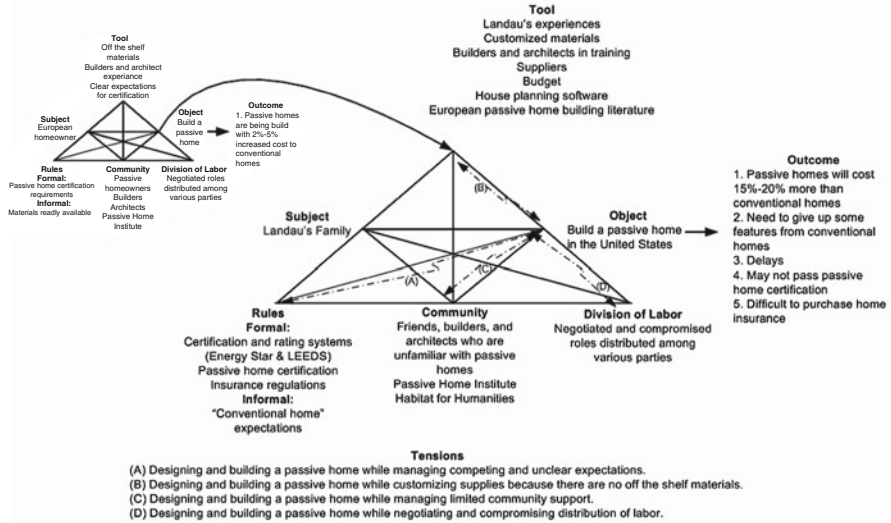 Tool
Off the shelf
materials
Builders and architect
experiance
Clear expectations
for certification
Subject
European
homeowner
Object
Build a
passive
home
Outcome
1. Passive homes
are being build
with 2%-5%
increased cost to
conventional
homes
Rules
Formal:
Passive home certification
requirements
Informal:
Materials readly available
Community
Passive
homeowners
Builders
Architects
Passive Home
Institute
Division of Labor
Negotiated roles
distributed among
various parties
Tool
Landau's experiences
Customized materials
Builders and architects in training
Suppliers
Budget
House planning software
European passive home building literature
(B)
Subject
Landau's Family
Object
Build a passive home
in the United States
Outcome
1. Passive homes will cost
15%-20% more than
conventional homes
2. Need to give up some
features from conventional
homes
3. Delays
4. May not pass passive
home certification
5. Difficult to purchase home
insurance
(A)
(C)
(D)
Rules
Formal:
Certification and rating systems
(Energy Star & LEEDS)
Passive home certification
Insurance regulations
Informal:
"Conventional home"
expectations
Community
Friends, builders, and
architects who are
unfamiliar with passive
homes
Passive Home Institute
Habitat for Humanities
Division of Labor
Negotiated and compromised
roles distributed among
various parties
Tensions
(A) Designing and building a passive home while managing competing and unclear expectations.
(B) Designing and building a passive home while customizing supplies because there are no off the shelf materials.
(C) Designing and building a passive home while managing limited community support.
(D) Designing and building a passive home while negotiating and compromising distribution of labor.